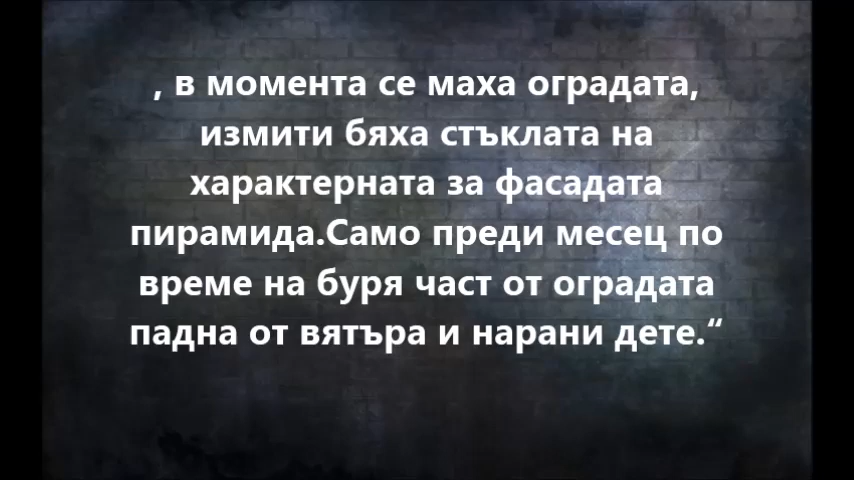 , в момента се маха оградата,
измити бяха стъклата на
характерната за фасадата
пирамида.Само преди месец по
време на буря част от оградата
падна от вятъра и нарани дете.“